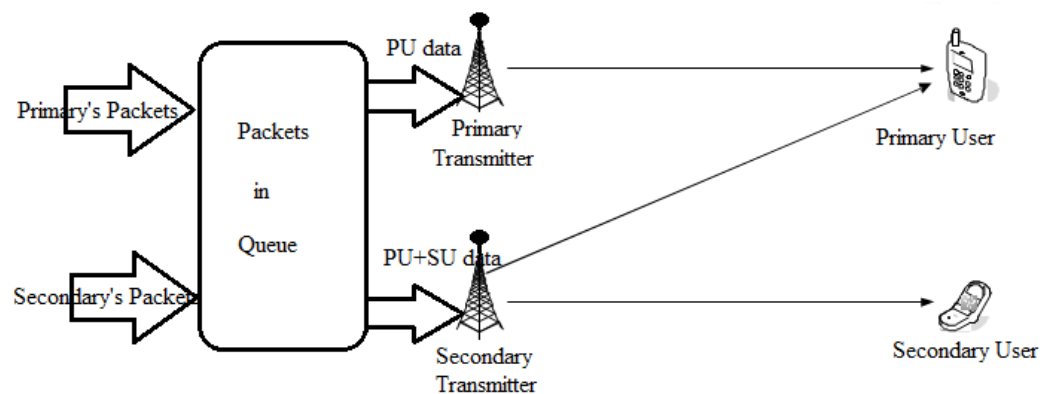 PU data
Primary's Packets
Packets
in
Queue
Primary
Transmitter
Primary User
PU+SU data
Secondary's Packets
Secondary
Transmitter
Secondary User